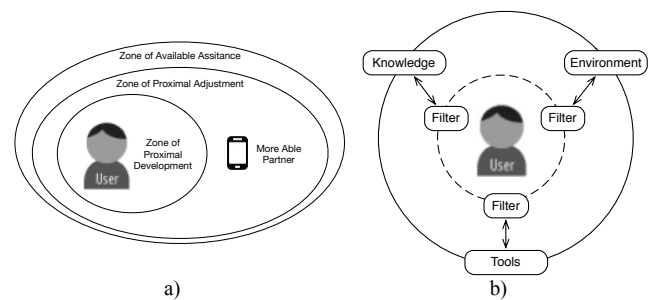 Zone of Available Assitance
Zone of Proximal Adjustment
Zone of
Proximal
Development
More Able
Partner
User
a)
Knowledge
Environment
Filter
Filter
User
Filter
Tools
b)